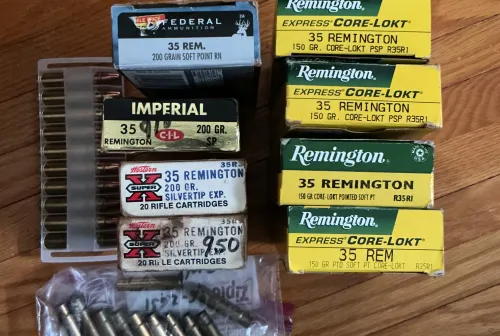 FEDERAL
AMMUNITION
35 REM.
200 GRAIN SOFT POINT RN
IMPERIAL
35
REMINGTON
C-I-L
200 GR.
SP
Western
SUPER
X
35R
35 REMINGTON
200 GR.
SILVERTIP EXP.
20 RIFLE CARTRIDGES
Western
SUPER
X
35 REMINGTON
200 GR.
SILVERTIP EXP
950
20 RIFLE CARTRIDGES
Remington
EXPRESS CORE-LOKT
35 REMINGTON
150 GR. CORE-LOKT PSP R35R1
Remington.
EXPRESS CORE-LOKT
35 REMINGTON
150 GR. CORE-LOKT PSP R35R1
Remington.
35 REMINGTON
150 GR. CORE-LOKT POINTED SOFT PT
R35R1
Remington
EXPRESS CORE-LOKT
35 REM
150 GR PTD SOFT PT CORE-LOKT R35R1